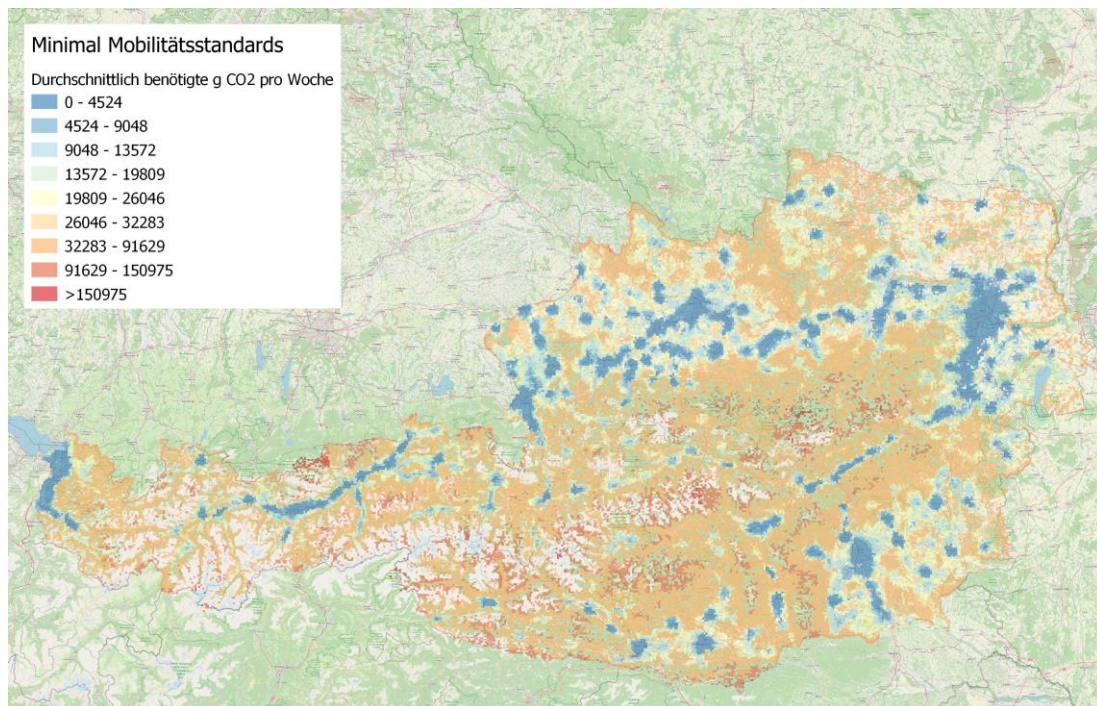 Minimal Mobilitätsstandards
Durchschnittlich benötigte g CO2 pro Woche
0 - 4524
4524 - 9048
9048 - 13572
13572 - 19809
19809 - 26046
26046 - 32283
32283 - 91629
91629 - 150975
>150975